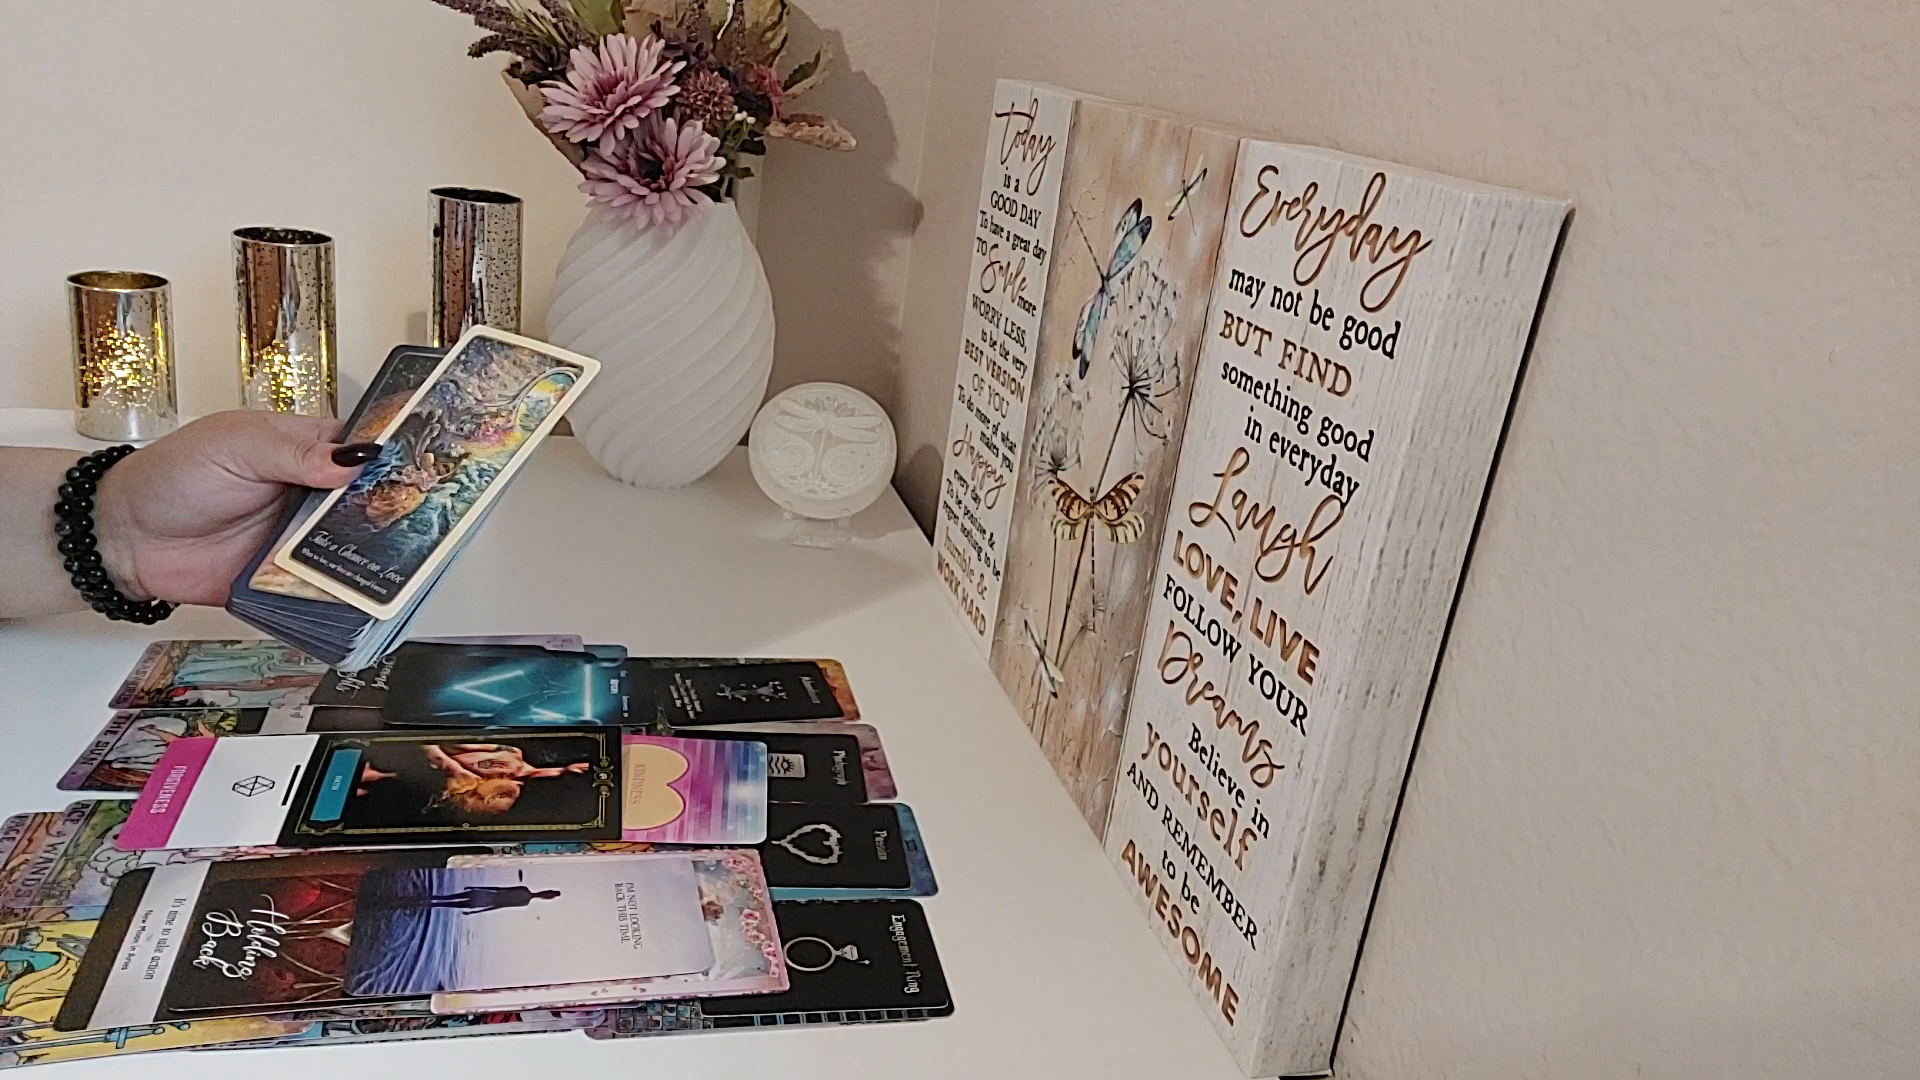 today
is a
GOOD DAY
To have a great day
TO Smile more
WORRY LESS,
to be the very
BEST VERSION
OF YOU
To do more of what
makes you
Happy
every day
To be positive &
regret nothing to be
humble &
WORK HARD
Everyday
may not be good
BUT FIND
something good
in everyday
Laugh
LOVE, LIVE
FOLLOW YOUR
Dreams
Believe in
yourself
AND REMEMBER
to be
AWESOME
Take a Chance on Love
THE SUN
FORGIVENESS
KINDNESS
Passion
Engagement Ring
WANDS
It's time to take action
New Moon in Aries
Holding
Back
I'M NOT LOOKING
BACK THIS TIME